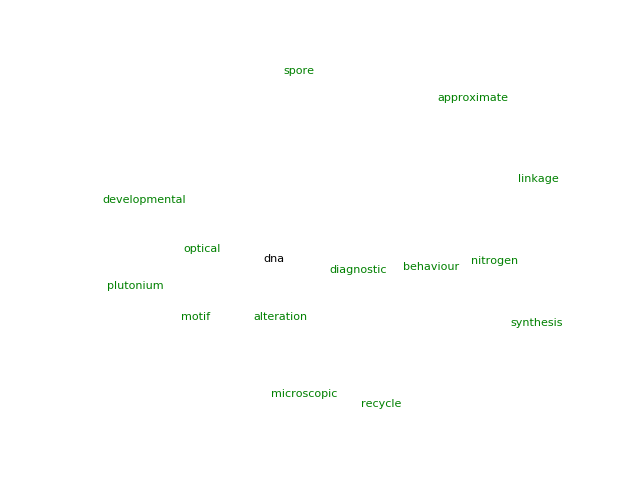 spore
approximate
linkage
developmental
optical
dna
nitrogen
behaviour
diagnostic
plutonium
motif
alteration
synthesis
microscopic
recycle